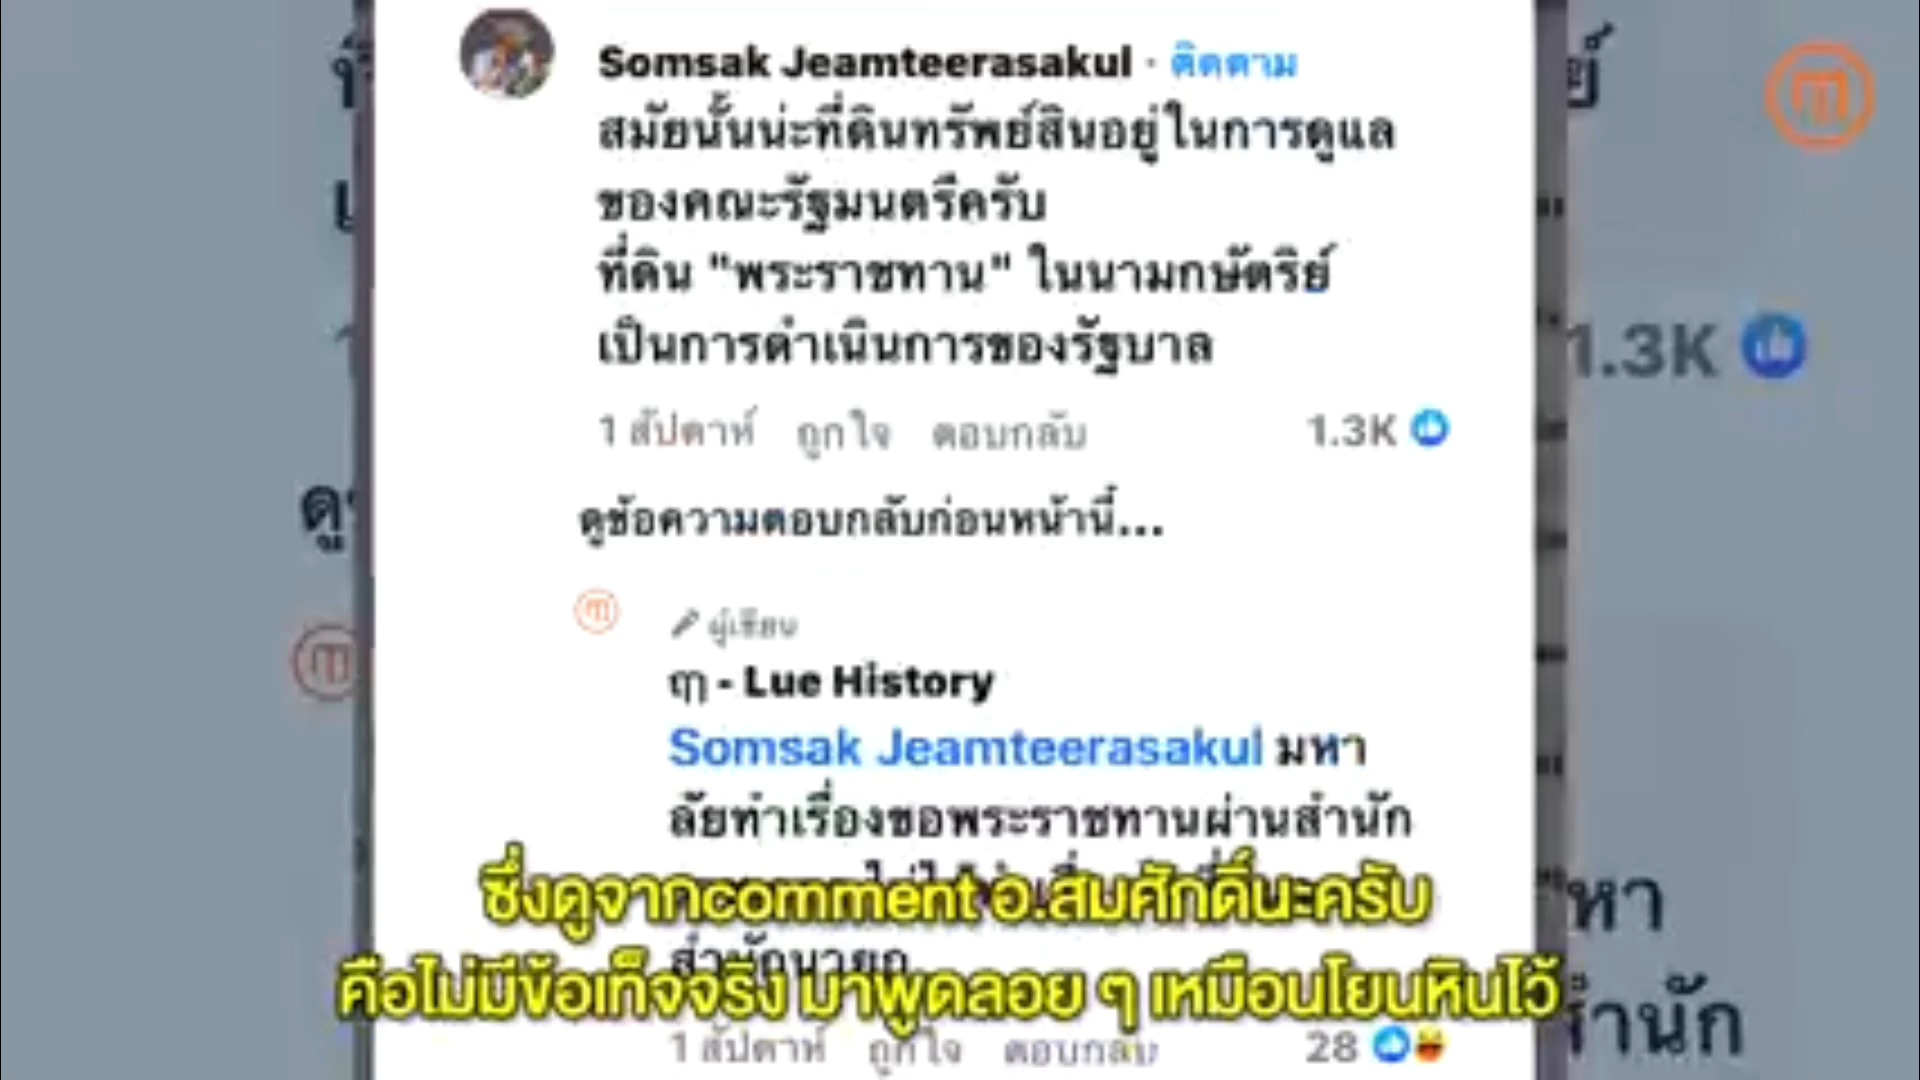 Somsak Jeamteerasakul · ติดตาม
สมัยนั้นน่ะที่ดินทรัพย์สินอยู่ในการดูแล
ของคณะรัฐมนตรีครับ
ที่ดิน "พระราชทาน" ในนามกษัตริย์
เป็นการดำเนินการของรัฐบาล
1 สัปดาห์ ถูกใจ ตอบกลับ 1.3K
ดูข้อความตอบกลับก่อนหน้านี้...
ผู้เขียน
ฤๅ - Lue History
Somsak Jeamteerasakul มหา
ลัยทำเรื่องขอพระราชทานผ่านสำนัก
ซึ่งดูจากcomment อ.สมศักดิ์นะครับ
สำนักนายก
คือไม่มีข้อเท็จจริง มาพูดลอย ๆ เหมือนโยนหินไว้
1 สัปดาห์ ถูกใจ ตอบกลับ 28
1.3K
หา
สำนัก